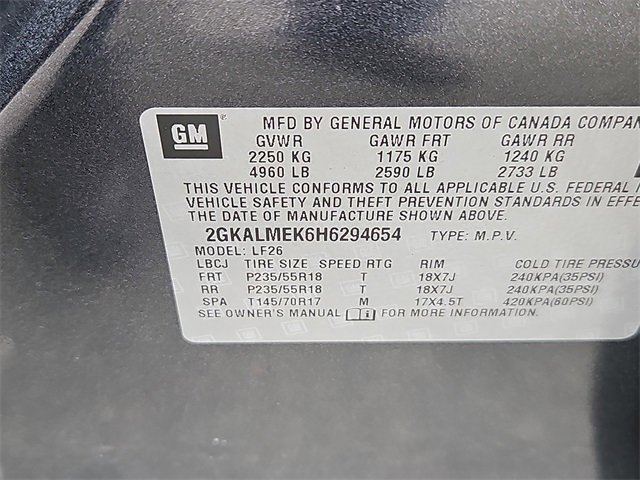 GM ®
MFD BY GENERAL MOTORS OF CANADA COMPAN
GVWR GAWR FRT GAWR RR
2250 KG 1175 KG 1240 KG
4960 LB 2590 LB 2733 LB
THIS VEHICLE CONFORMS TO ALL APPLICABLE U.S. FEDERAL
VEHICLE SAFETY AND THEFT PREVENTION STANDARDS IN EFFE
THE DATE OF MANUFACTURE SHOWN ABOVE.
2GKALMEK6H6294654 TYPE: M.P.V.
MODEL: LF26
LBCJ TIRE SIZE SPEED RTG RIM COLD TIRE PRESSU
FRT P235/55R18 T 18X7J 240KPA(35PSI)
RR P235/55R18 T 18X7J 240KPA(35PSI)
SPA T145/70R17 M 17X4.5T 420KPA(60PSI)
SEE OWNER'S MANUAL i FOR MORE INFORMATION.